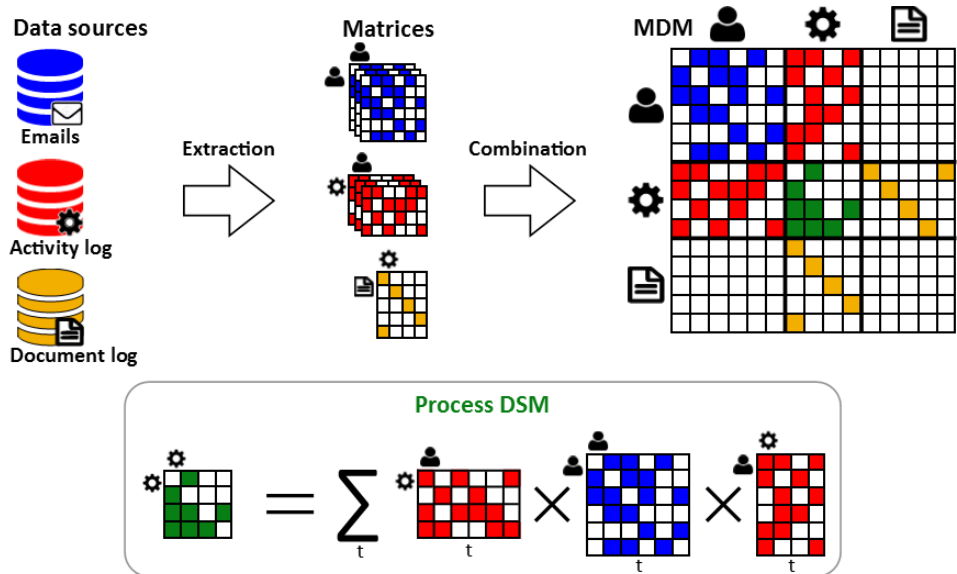 Data sources
Matrices
MDM
Emails
Extraction
Combination
Activity log
Document log
Process DSM
= ∑ × ×
t t
t t